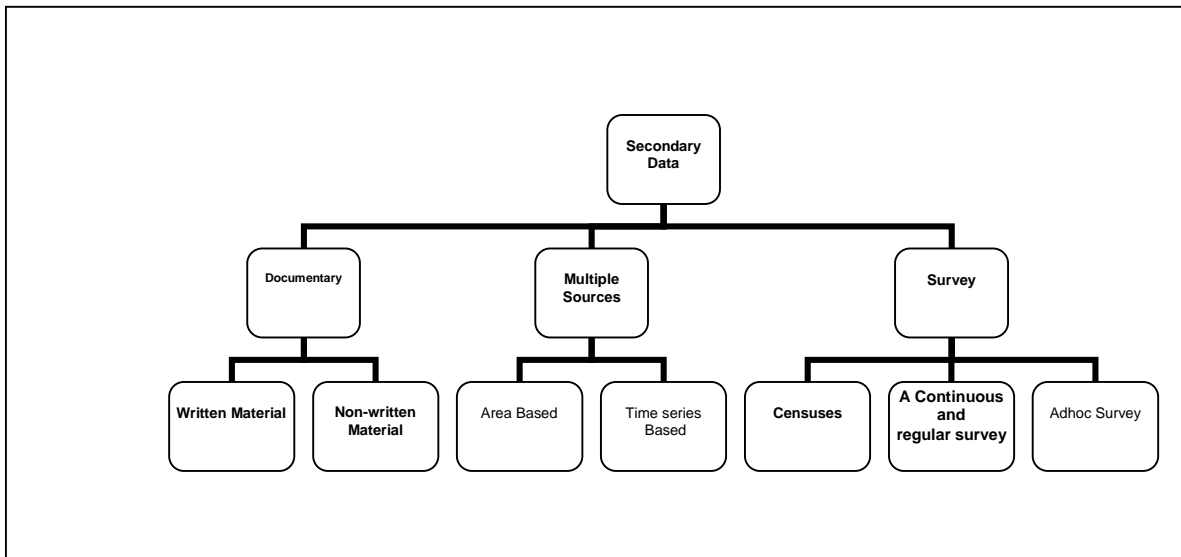 Secondary
Data
Documentary
Multiple
Sources
Survey
Written Material
Non-written
Material
Area Based
Time series
Based
Censuses
A Continuous
and
regular survey
Adhoc Survey